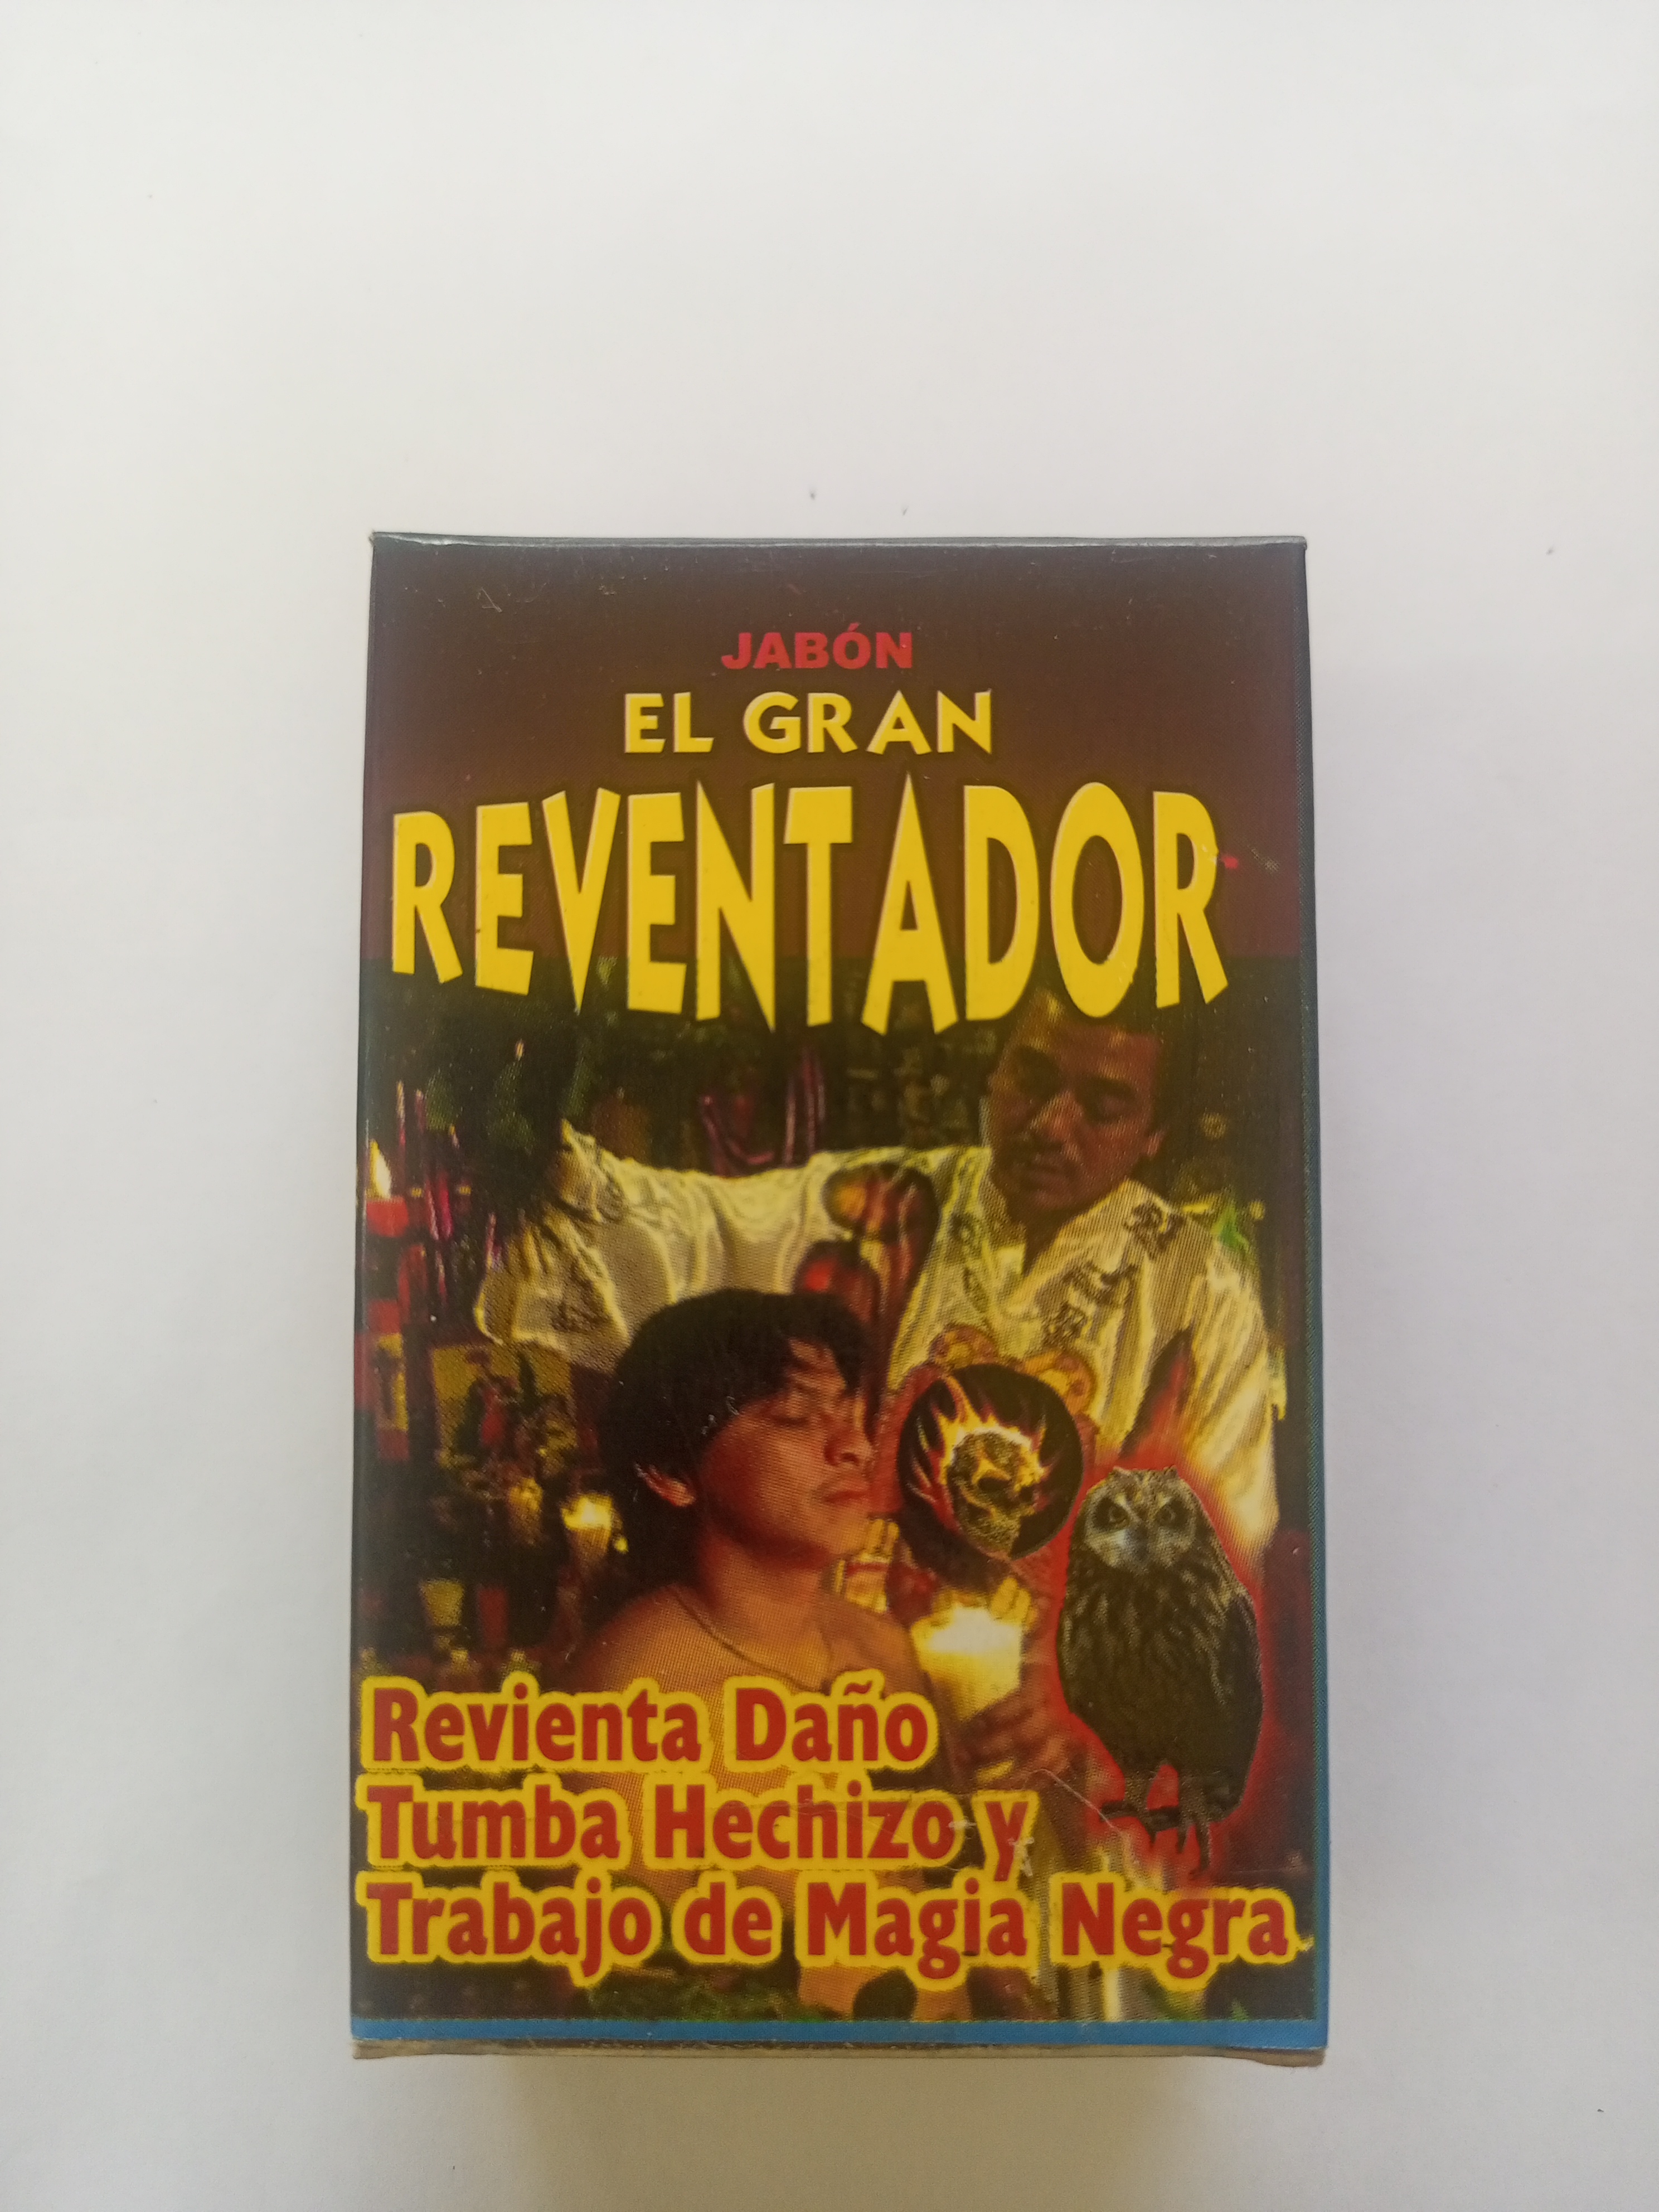 JABÓN
EL GRAN
REVENTADOR
Revienta Daño
Tumba Hechizo y
Trabajo de Magia Negra